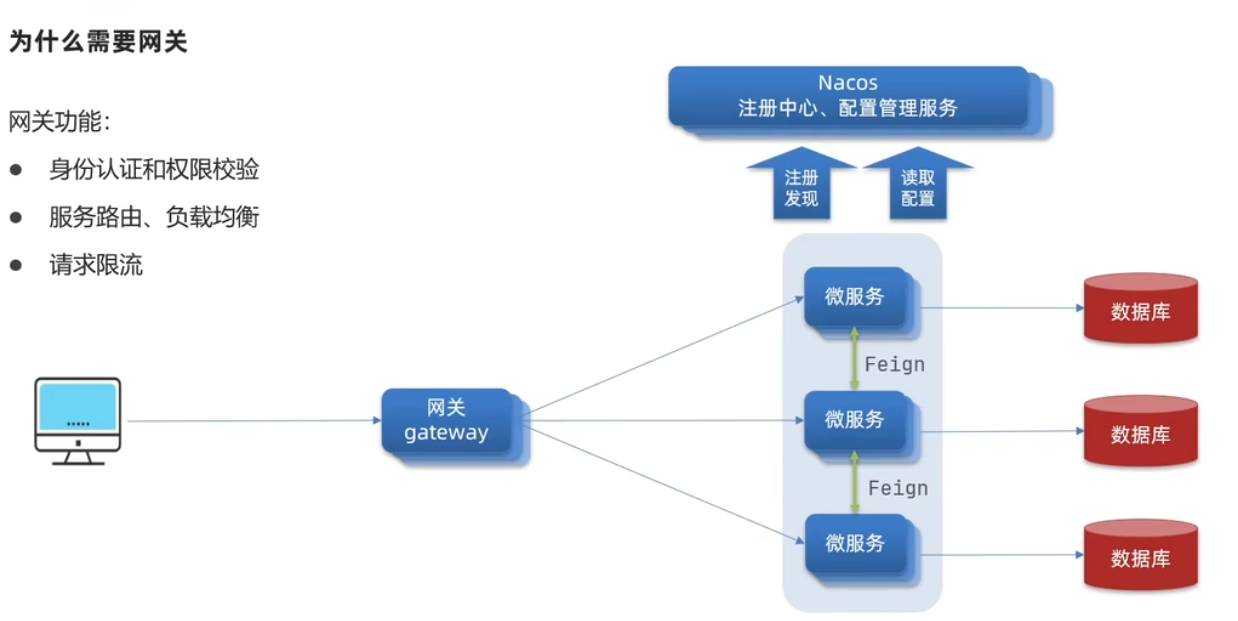 为什么需要网关
网关功能：
● 身份认证和权限校验
● 服务路由、负载均衡
● 请求限流
Nacos
注册中心、配置管理服务
注册
发现
读取
配置
微服务
数据库
Feign
网关
gateway
微服务
数据库
Feign
微服务
数据库